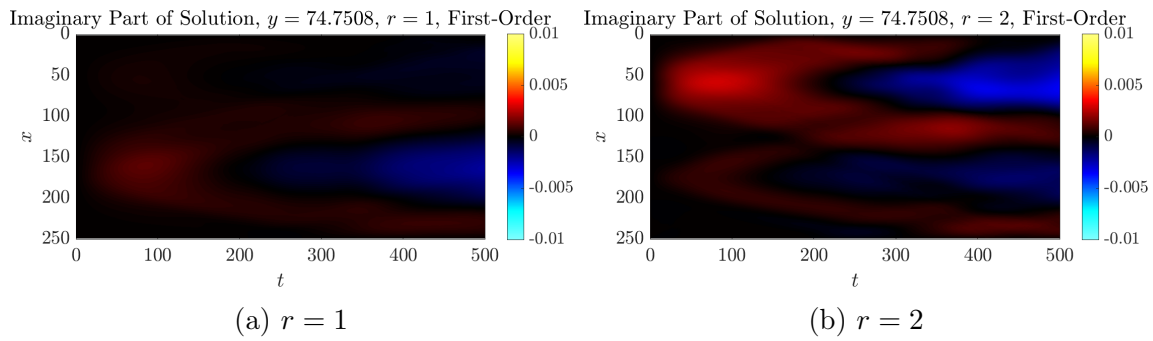 Imaginary Part of Solution, y = 74.7508, r = 1, First-Order
0
50
100
150
200
250
x
0 100 200 300 400 500
t
0.01
0.005
0
-0.005
-0.01
(a) r = 1
Imaginary Part of Solution, y = 74.7508, r = 2, First-Order
0
50
100
150
200
250
x
0 100 200 300 400 500
t
0.01
0.005
0
-0.005
-0.01
(b) r = 2